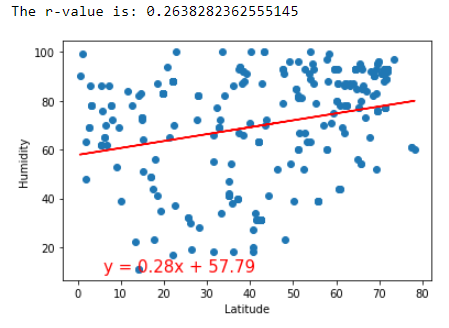 The r-value is: 0.2638282362555145
100
80
60
40
20
Humidity
y = 0.28x + 57.79
0 10 20 30 40 50 60 70 80
Latitude